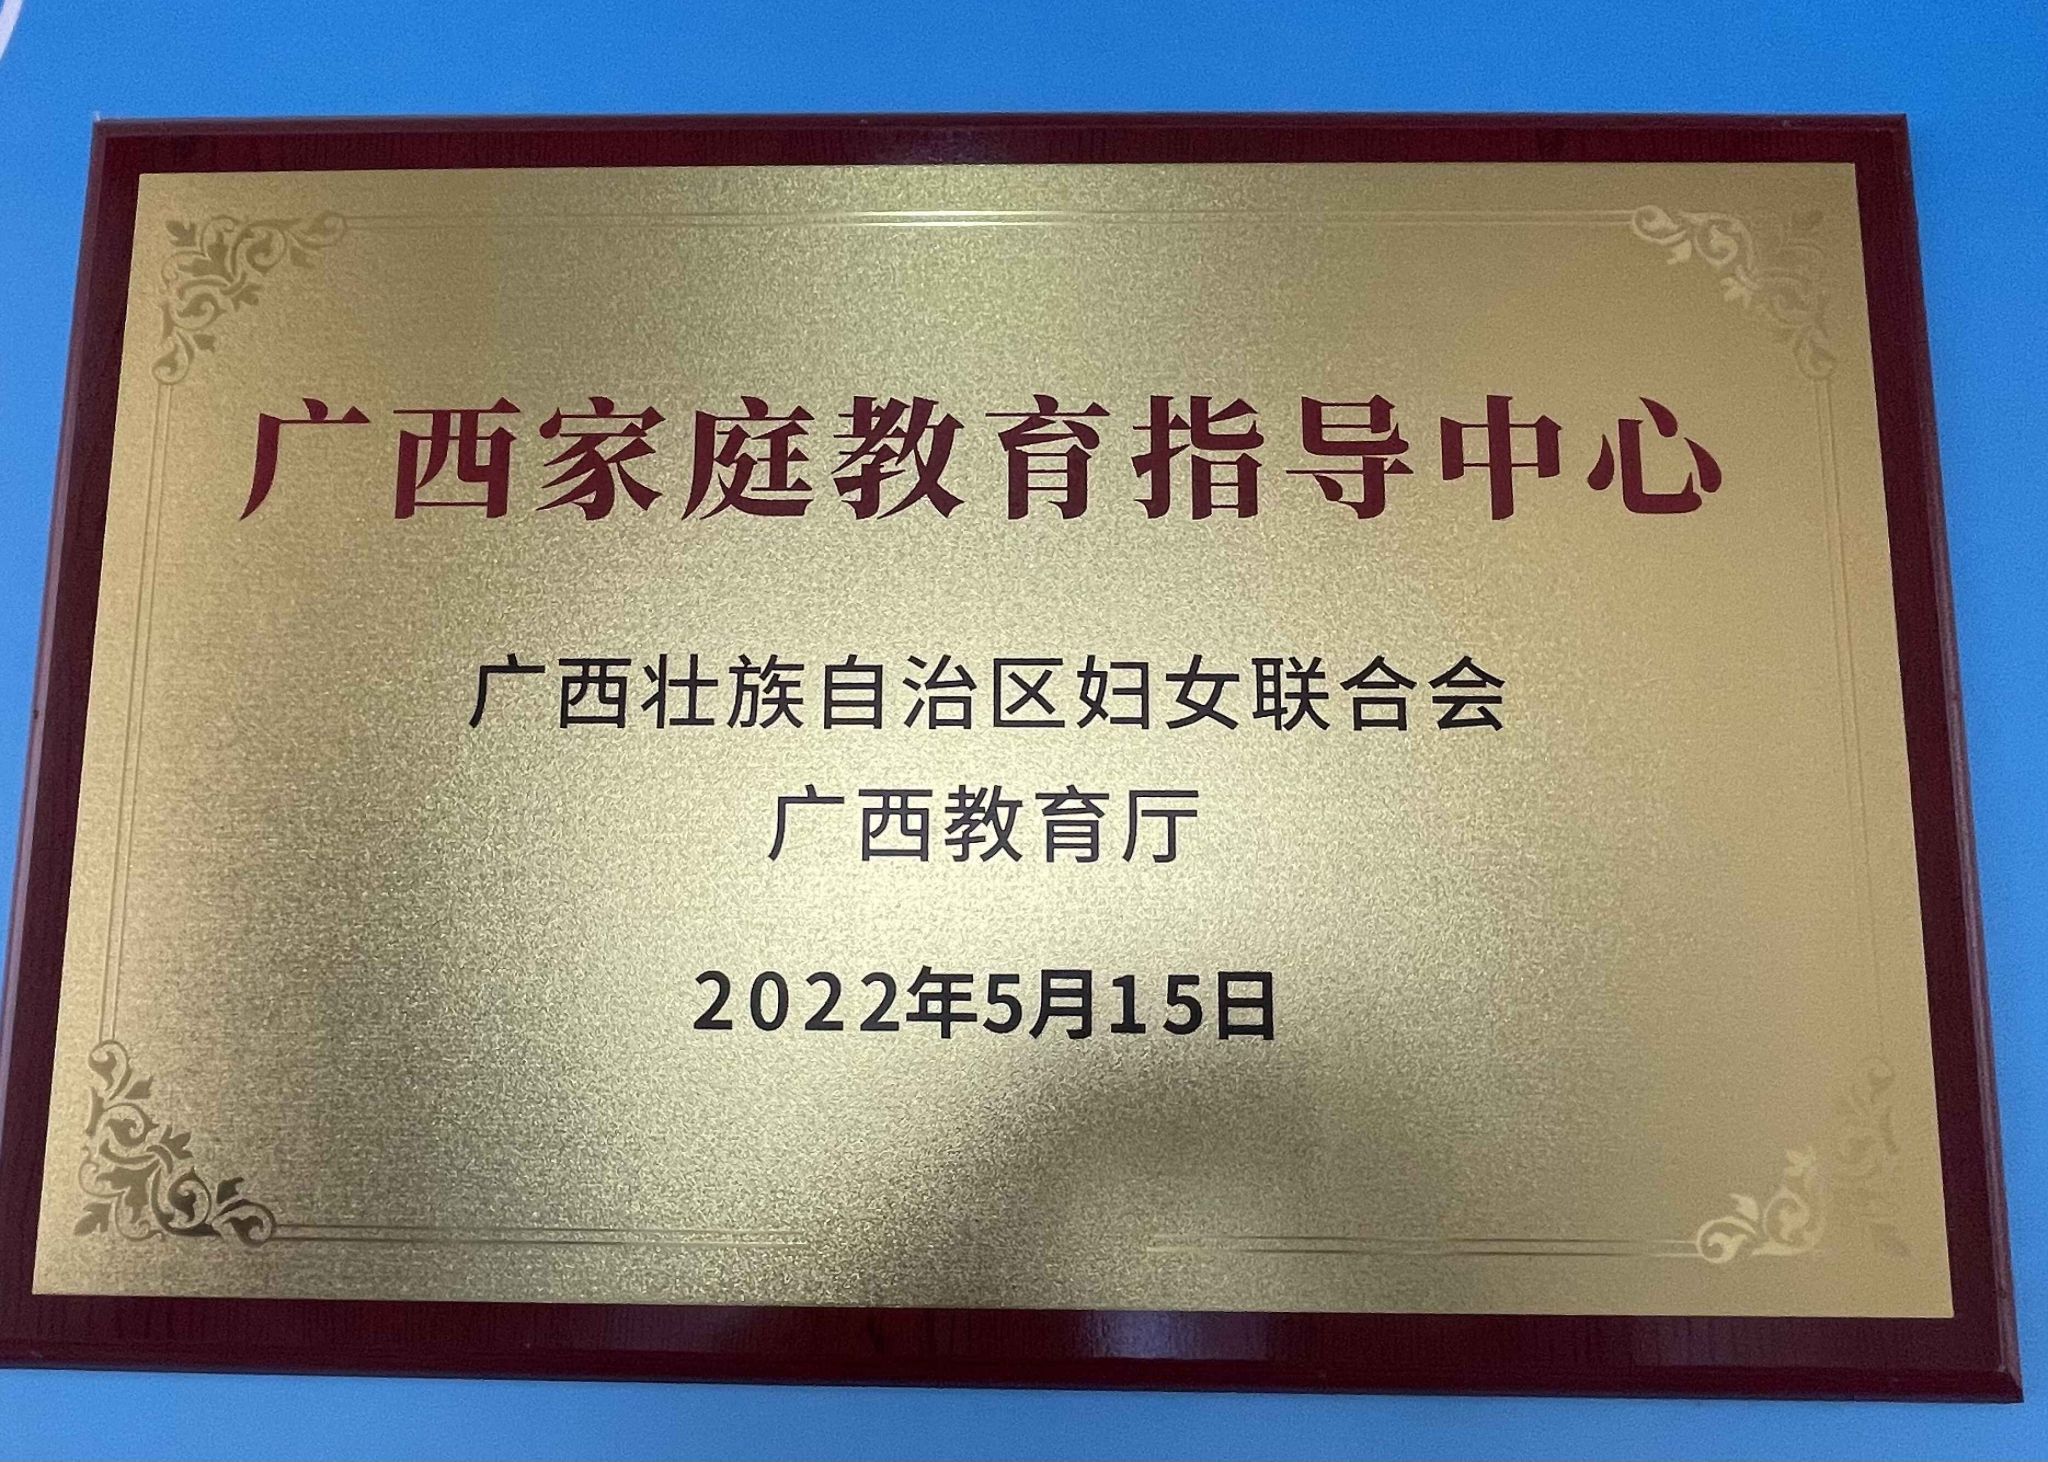 广西家庭教育指导中心
广西壮族自治区妇女联合会
广西教育厅
2022年5月15日